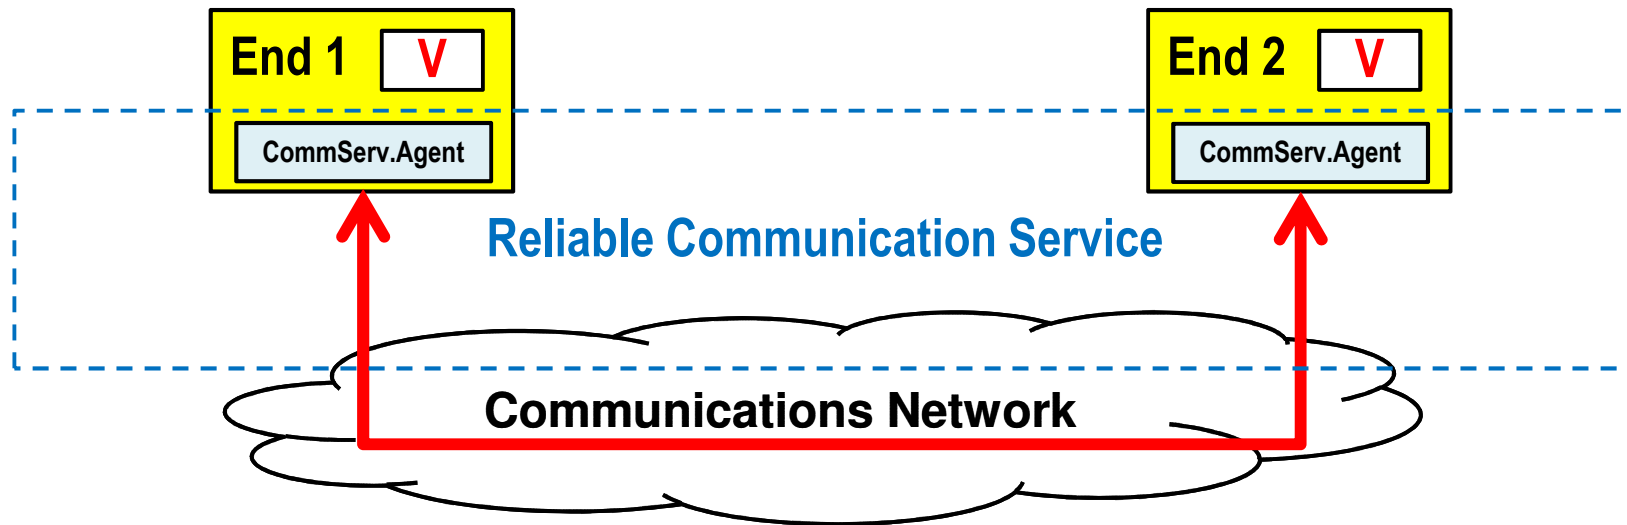 End 1 V
End 2 V
CommServ.Agent
CommServ.Agent
Reliable Communication Service
Communications Network